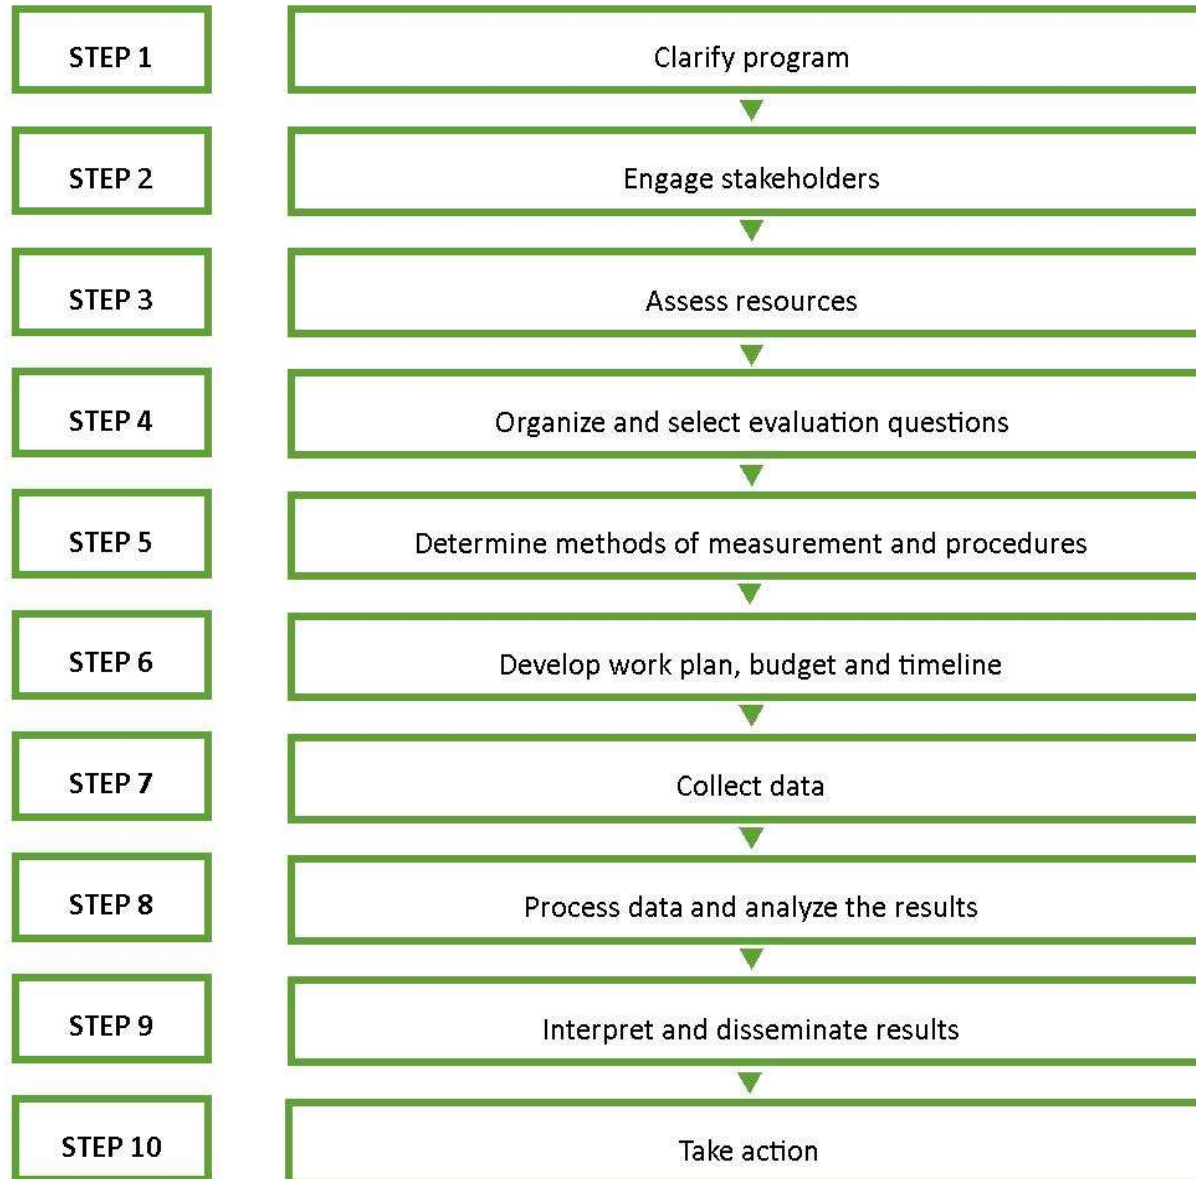 STEP 1
Clarify program
STEP 2
Engage stakeholders
STEP 3
Assess resources
STEP 4
Organize and select evaluation questions
STEP 5
Determine methods of measurement and procedures
STEP 6
Develop work plan, budget and timeline
STEP 7
Collect data
STEP 8
Process data and analyze the results
STEP 9
Interpret and disseminate results
STEP 10
Take action